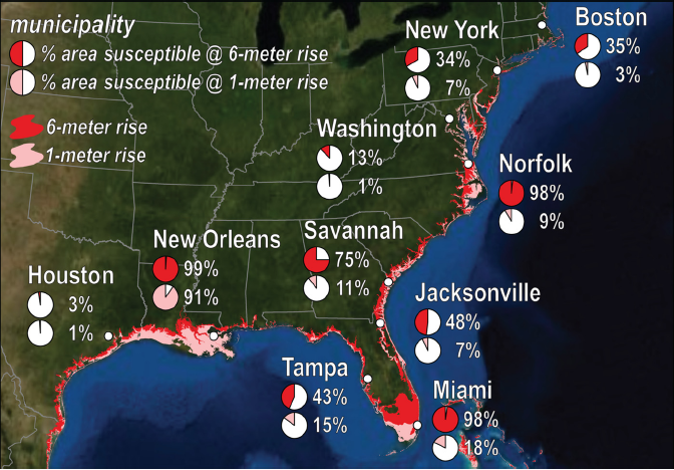 municipality
% area susceptible @ 6-meter rise
% area susceptible @ 1-meter rise
6-meter rise
1-meter rise
Boston
35%
3%
New York
34%
7%
Washington
13%
1%
Norfolk
98%
9%
Savannah
75%
11%
New Orleans
99%
91%
Houston
3%
1%
Jacksonville
48%
7%
Tampa
43%
15%
Miami
98%
18%